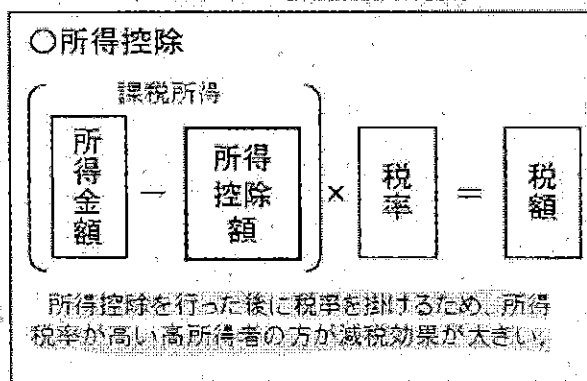 ○所得控除
課税所得
所得金額 － 所得控除額 × 税率 ＝ 税額
所得控除を行った後に税率を掛けるため、所得
税率が高い高所得者の方が減税効果が大きい。